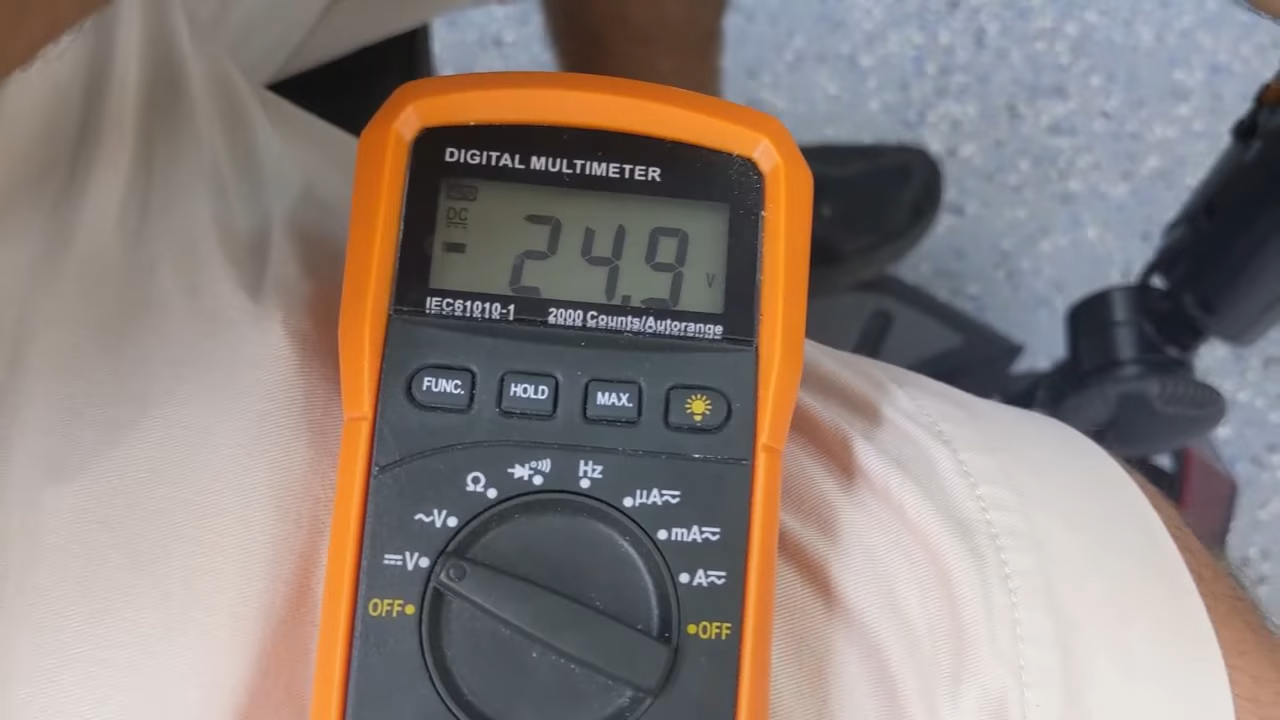 DIGITAL MULTIMETER
DC
- 24.9 V
IEC61010-1 2000 Counts/Autorange
FUNC. HOLD MAX.
Hz
Ω
µA
~V
mA
⎓V
A
OFF
OFF